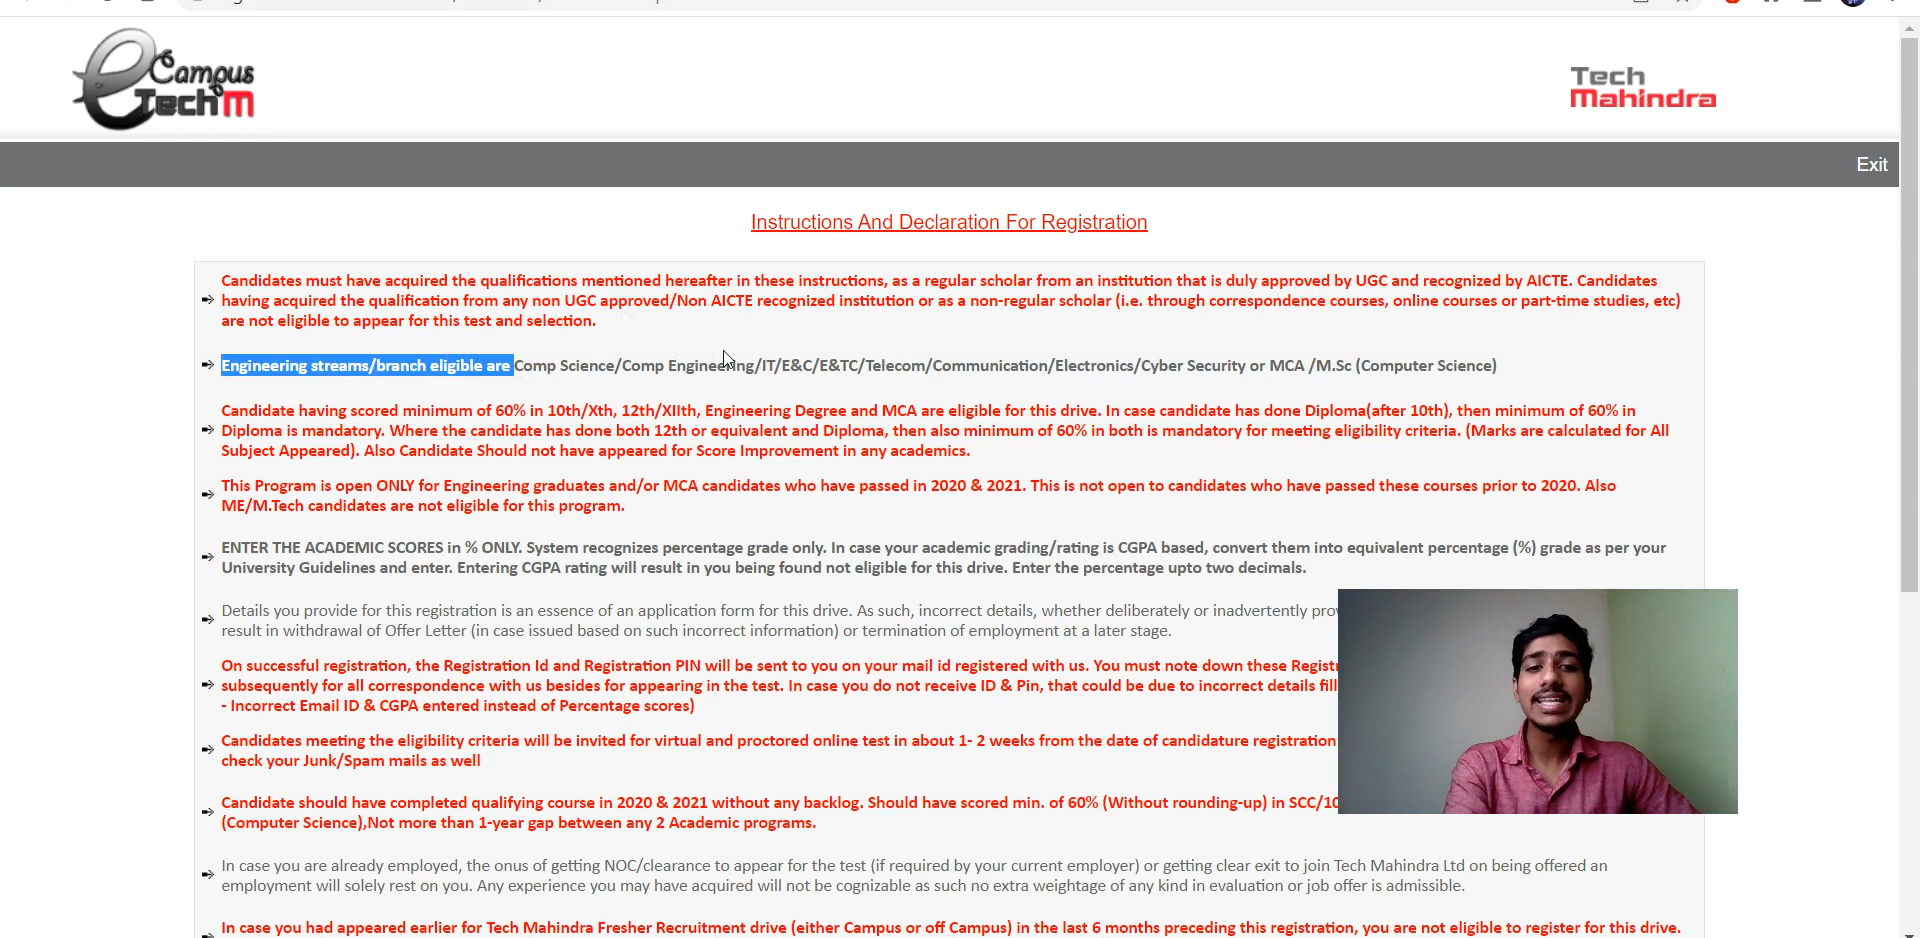 Campus
TechM
Tech
Mahindra
Exit
Instructions And Declaration For Registration
Candidates must have acquired the qualifications mentioned hereafter in these instructions, as a regular scholar from an institution that is duly approved by UGC and recognized by AICTE. Candidates
having acquired the qualification from any non UGC approved/Non AICTE recognized institution or as a non-regular scholar (i.e. through correspondence courses, online courses or part-time studies, etc)
are not eligible to appear for this test and selection.
Engineering streams/branch eligible are Comp Science/Comp Engineering/IT/E&C/E&TC/Telecom/Communication/Electronics/Cyber Security or MCA /M.Sc (Computer Science)
Candidate having scored minimum of 60% in 10th/Xth, 12th/XIIth, Engineering Degree and MCA are eligible for this drive. In case candidate has done Diploma(after 10th), then minimum of 60% in
Diploma is mandatory. Where the candidate has done both 12th or equivalent and Diploma, then also minimum of 60% in both is mandatory for meeting eligibility criteria. (Marks are calculated for All
Subject Appeared). Also Candidate Should not have appeared for Score Improvement in any academics.
This Program is open ONLY for Engineering graduates and/or MCA candidates who have passed in 2020 & 2021. This is not open to candidates who have passed these courses prior to 2020. Also
ME/M.Tech candidates are not eligible for this program.
ENTER THE ACADEMIC SCORES in % ONLY. System recognizes percentage grade only. In case your academic grading/rating is CGPA based, convert them into equivalent percentage (%) grade as per your
University Guidelines and enter. Entering CGPA rating will result in you being found not eligible for this drive. Enter the percentage upto two decimals.
Details you provide for this registration is an essence of an application form for this drive. As such, incorrect details, whether deliberately or inadvertently
result in withdrawal of Offer Letter (in case issued based on such incorrect information) or termination of employment at a later stage.
On successful registration, the Registration Id and Registration PIN will be sent to you on your mail id registered with us. You must note down these
subsequently for all correspondence with us besides for appearing in the test. In case you do not receive ID & Pin, that could be due to incorrect details
- Incorrect Email ID & CGPA entered instead of Percentage scores)
Candidates meeting the eligibility criteria will be invited for virtual and proctored online test in about 1- 2 weeks from the date of candidature registration
check your Junk/Spam mails as well
Candidate should have completed qualifying course in 2020 & 2021 without any backlog. Should have scored min. of 60% (Without rounding-up) in
(Computer Science),Not more than 1-year gap between any 2 Academic programs.
In case you are already employed, the onus of getting NOC/clearance to appear for the test (if required by your current employer) or getting clear exit to join Tech Mahindra Ltd on being offered an
employment will solely rest on you. Any experience you may have acquired will not be cognizable as such no extra weightage of any kind in evaluation or job offer is admissible.
In case you had appeared earlier for Tech Mahindra Fresher Recruitment drive (either Campus or off Campus) in the last 6 months preceding this registration, you are not eligible to register for this drive.